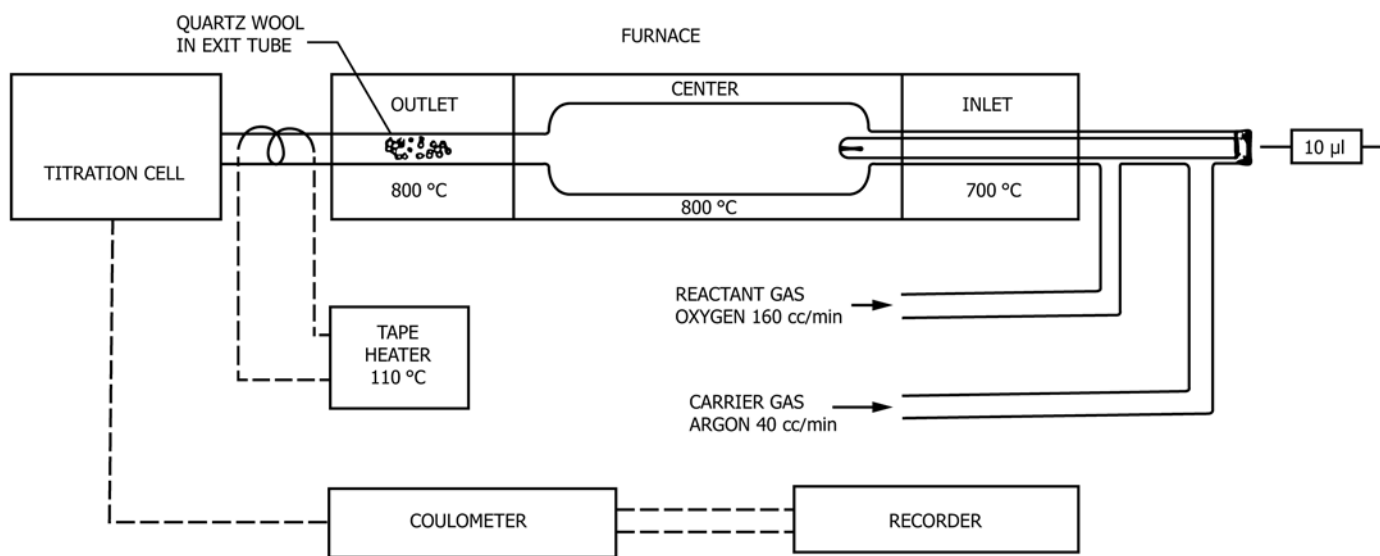 QUARTZ WOOL
IN EXIT TUBE
FURNACE
OUTLET
CENTER
INLET
TITRATION CELL
10 µl
800 °C
800 °C
700 °C
REACTANT GAS
OXYGEN 160 cc/min
TAPE
HEATER
110 °C
CARRIER GAS
ARGON 40 cc/min
COULOMETER
RECORDER